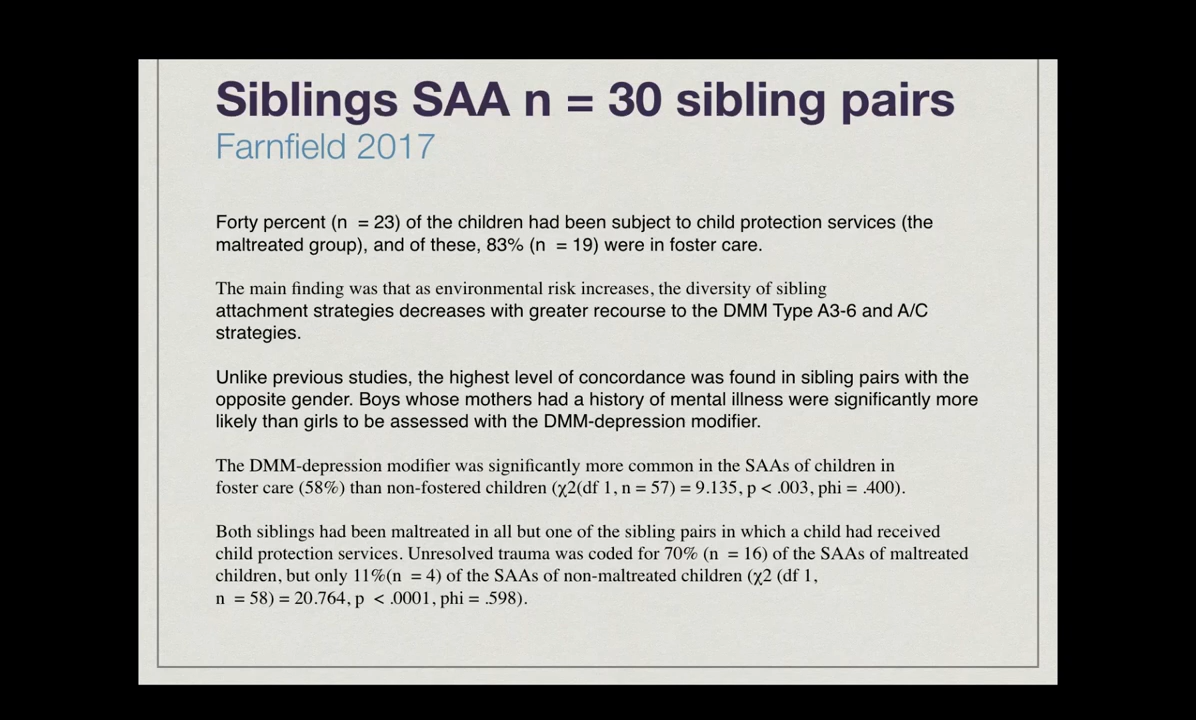 Siblings SAA n = 30 sibling pairs
Farnfield 2017
Forty percent (n  = 23) of the children had been subject to child protection services (the
maltreated group), and of these, 83% (n  = 19) were in foster care.
The main finding was that as environmental risk increases, the diversity of sibling
attachment strategies decreases with greater recourse to the DMM Type A3-6 and A/C
strategies.
Unlike previous studies, the highest level of concordance was found in sibling pairs with the
opposite gender. Boys whose mothers had a history of mental illness were significantly more
likely than girls to be assessed with the DMM-depression modifier.
The DMM-depression modifier was significantly more common in the SAAs of children in
foster care (58%) than non-fostered children (χ2(df 1, n = 57) = 9.135, p < .003, phi = .400).
Both siblings had been maltreated in all but one of the sibling pairs in which a child had received
child protection services. Unresolved trauma was coded for 70% (n  = 16) of the SAAs of maltreated
children, but only 11%(n  = 4) of the SAAs of non-maltreated children (χ2 (df 1,
n  = 58) = 20.764, p  < .0001, phi = .598).